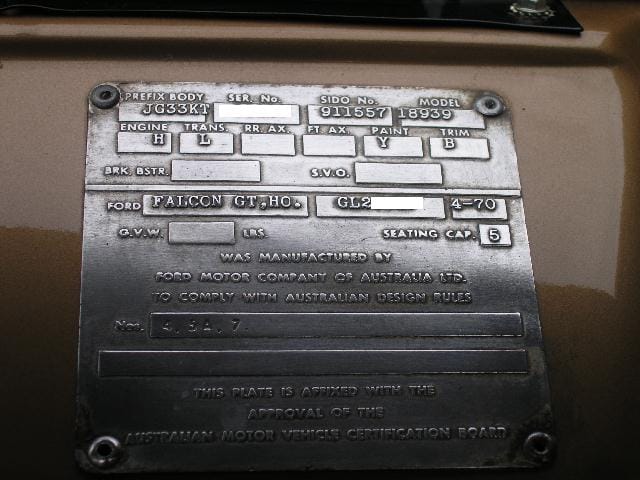 PREFIX BODY SER. No. SIDO No. MODEL
JG33KT 911557 18939
ENGINE TRANS. RR. AX. FT. AX. PAINT TRIM
H L Y B
BRK. BSTR. S.V.O.
FORD FALCON GT,HO. GL2 4-70
G.V.W. LBS SEATING CAP. 5
WAS MANUFACTURED BY
FORD MOTOR COMPANY OF AUSTRALIA LTD.
TO COMPLY WITH AUSTRALIAN DESIGN RULES
Nos. 4, 5A, 7.
THIS PLATE IS AFFIXED WITH THE
APPROVAL OF THE
AUSTRALIAN MOTOR VEHICLE CERTIFICATION BOARD